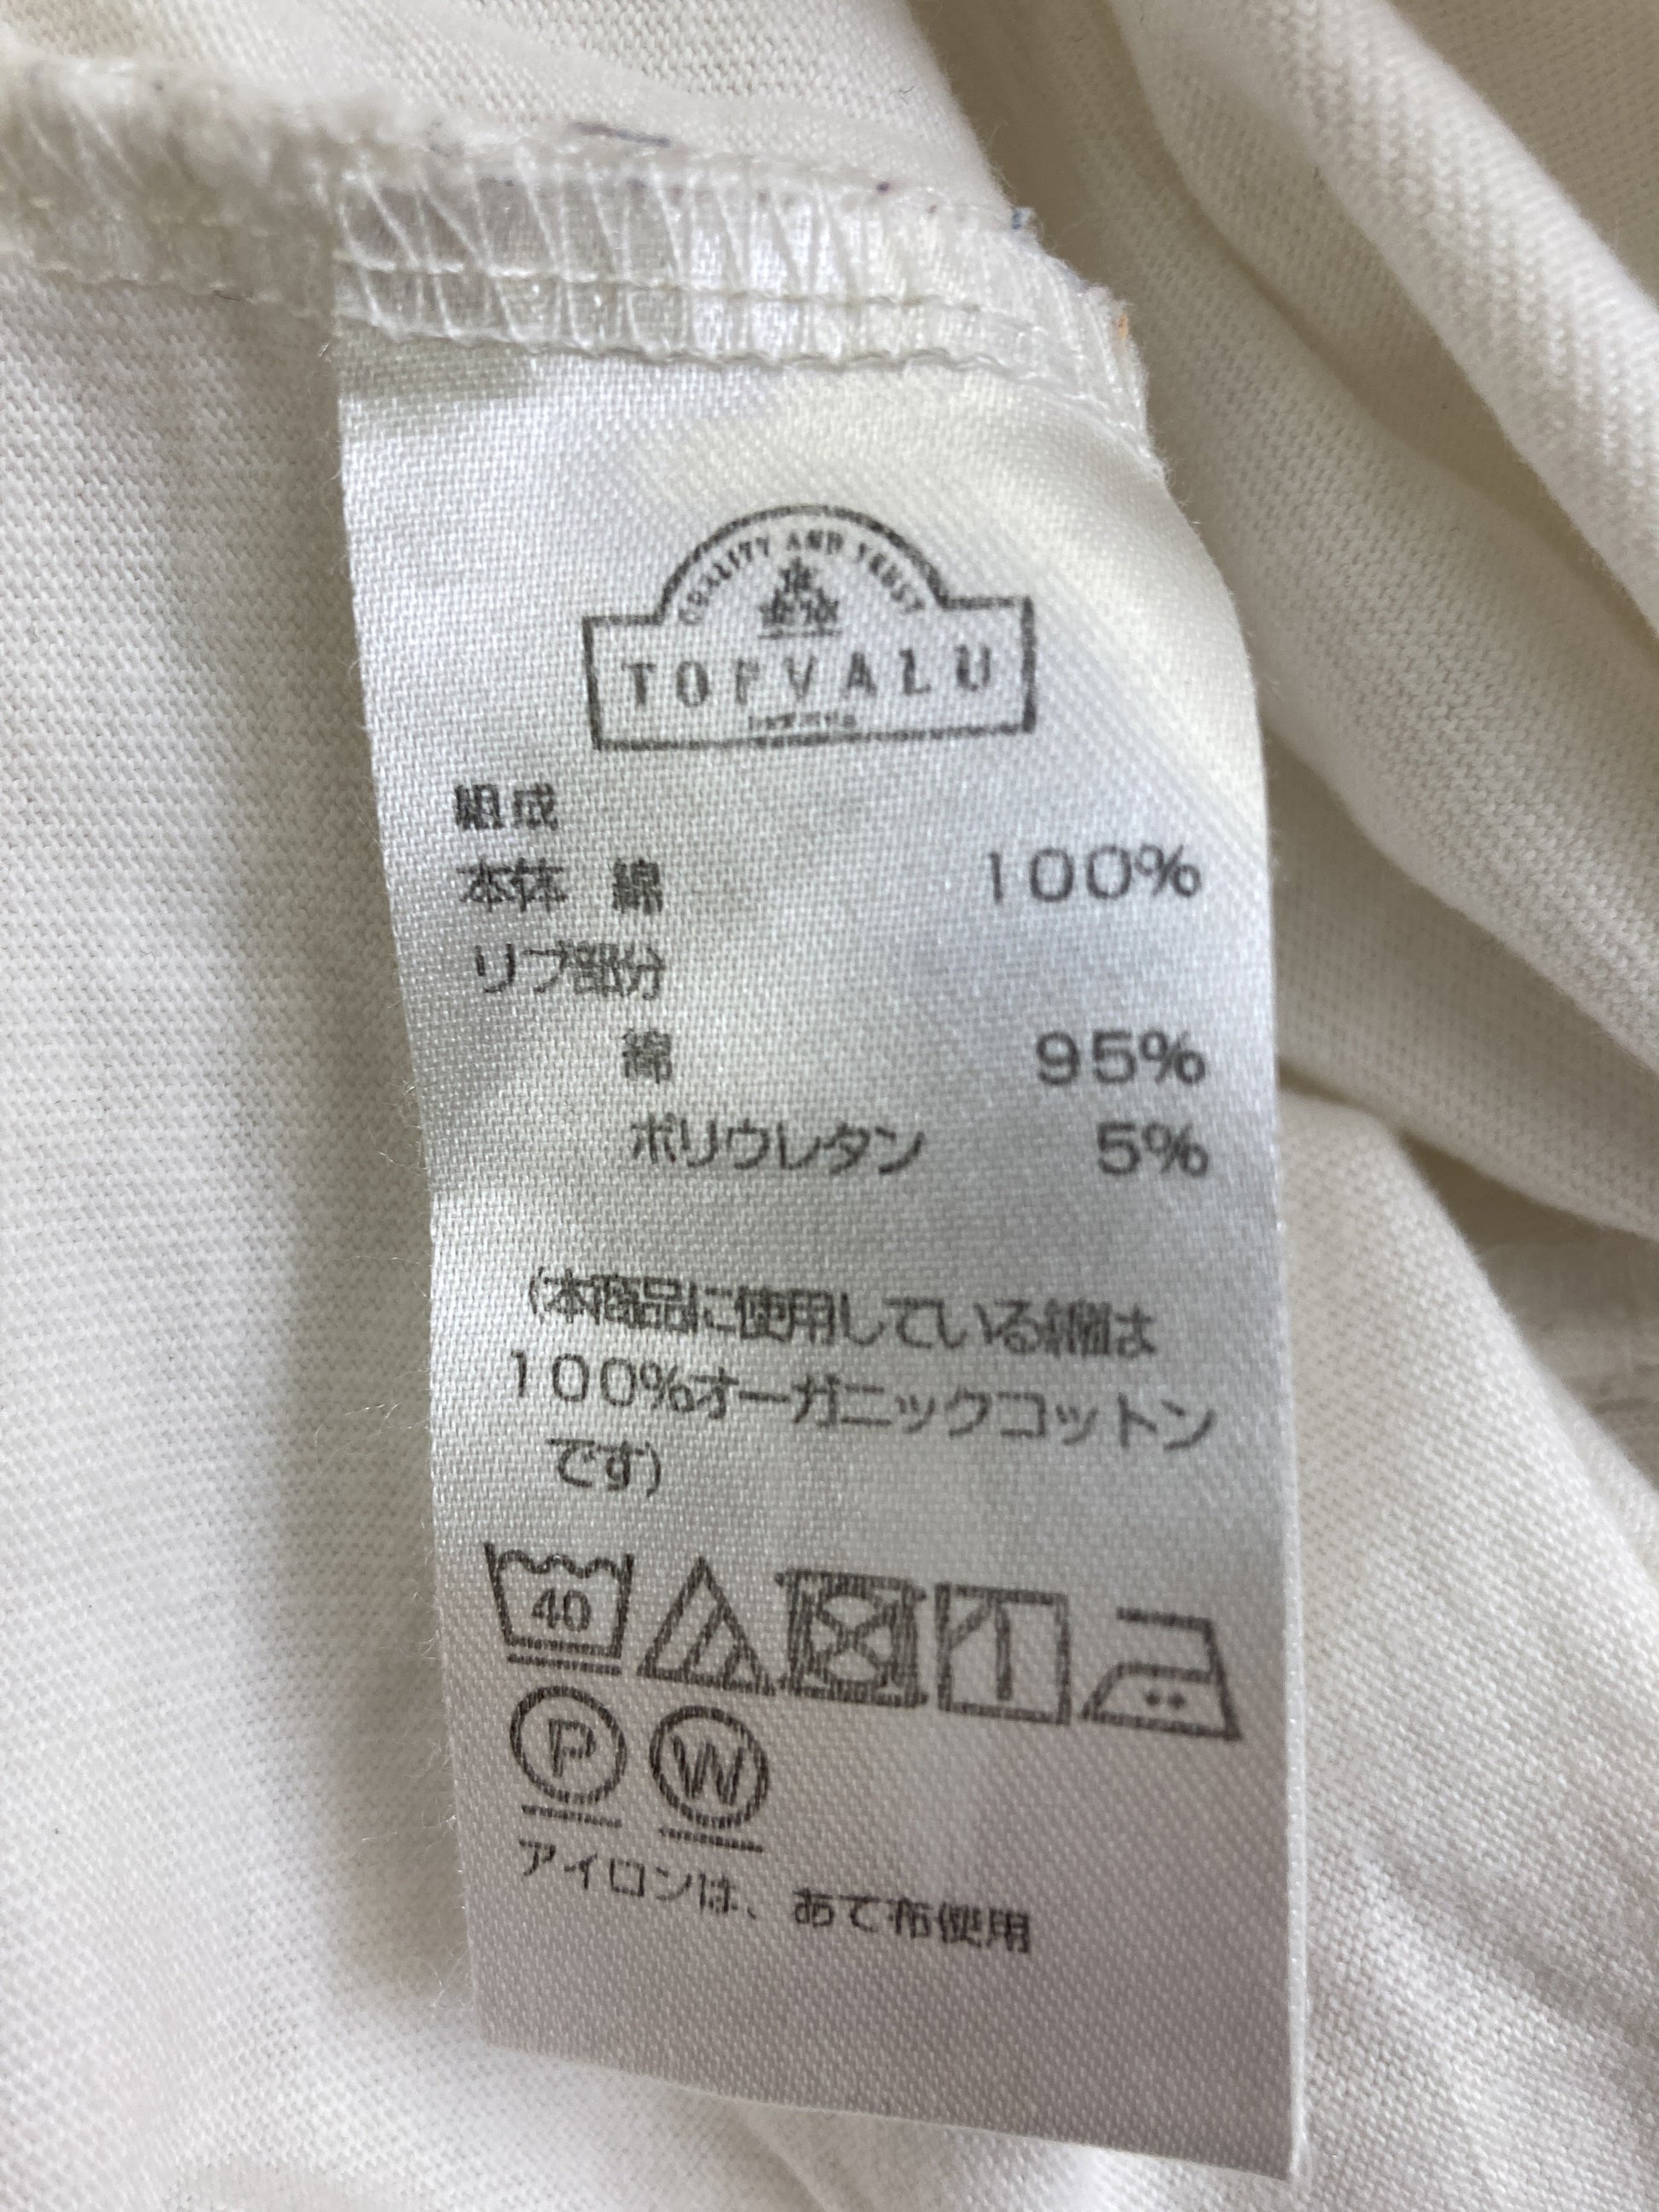 QUALITY AND TRUST
TOPVALU
組成
本体 綿 100%
リブ部分
綿 95%
ポリウレタン 5%
(本商品に使用している綿は
100%オーガニックコットン
です)
40
P W
アイロンは、あて布使用